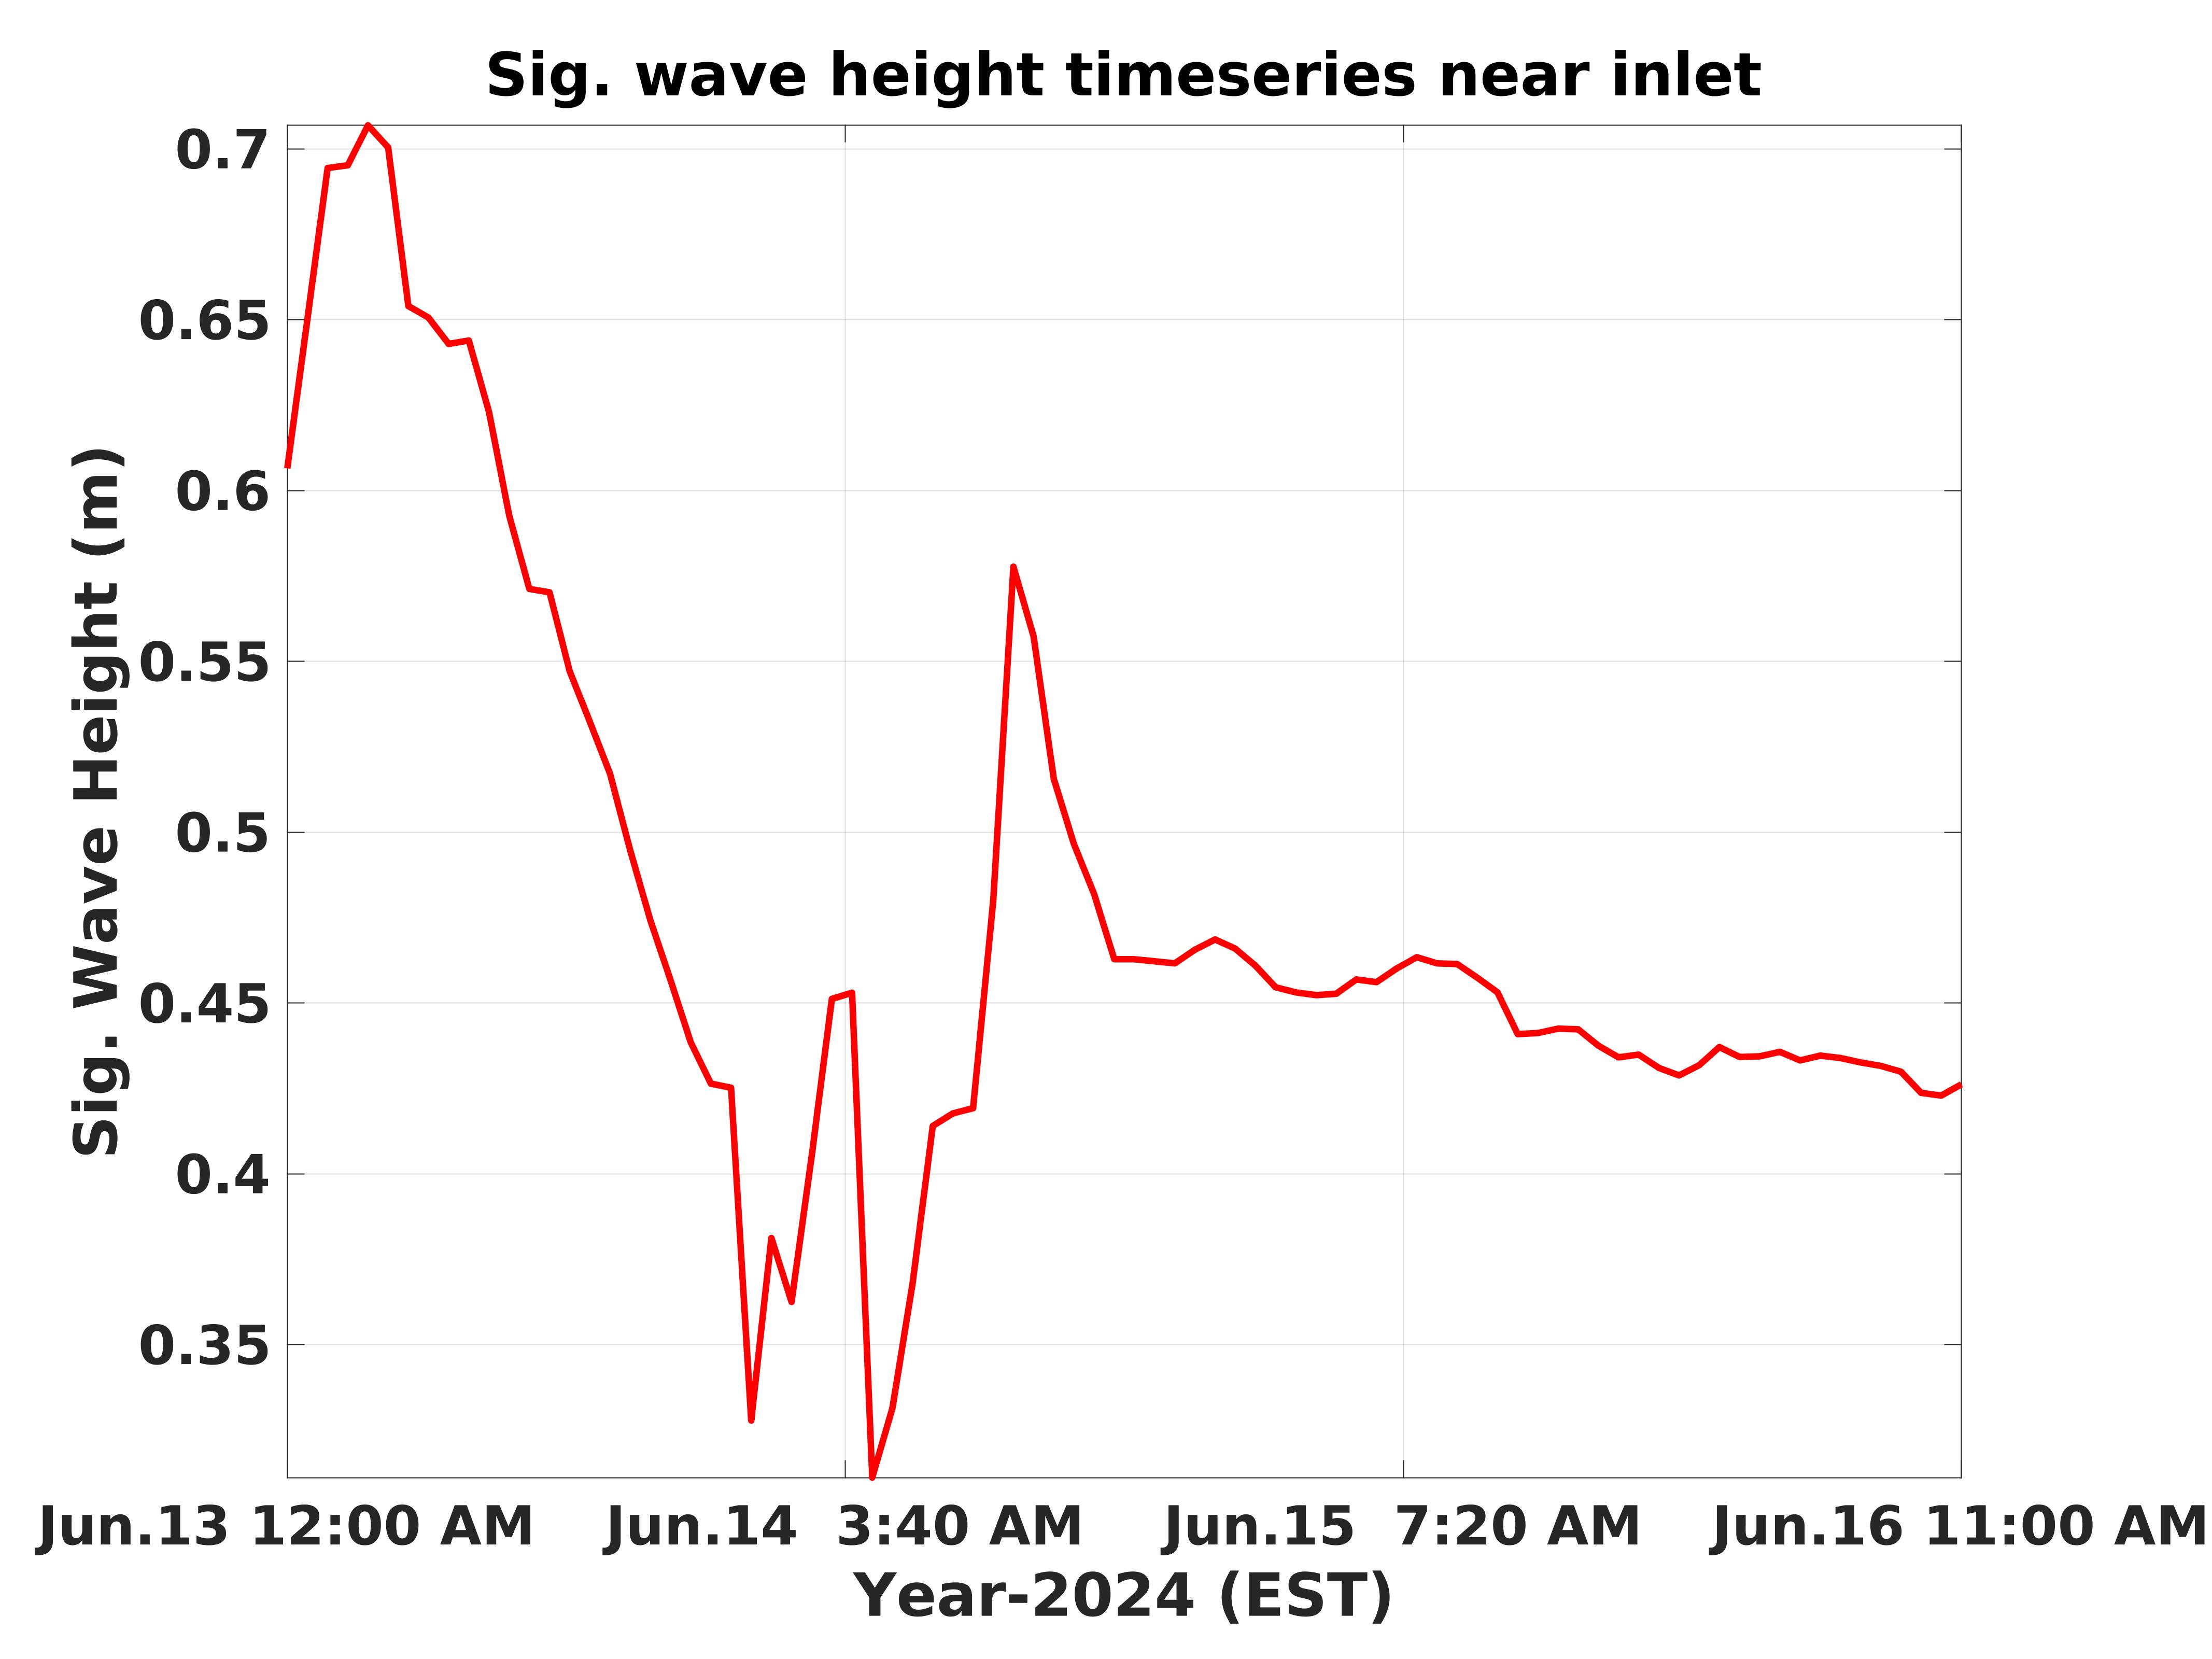 Sig. wave height timeseries near inlet
Sig. Wave Height (m)
0.7
0.65
0.6
0.55
0.5
0.45
0.4
0.35
Jun.13 12:00 AM Jun.14 3:40 AM Jun.15 7:20 AM Jun.16 11:00 AM
Year-2024 (EST)